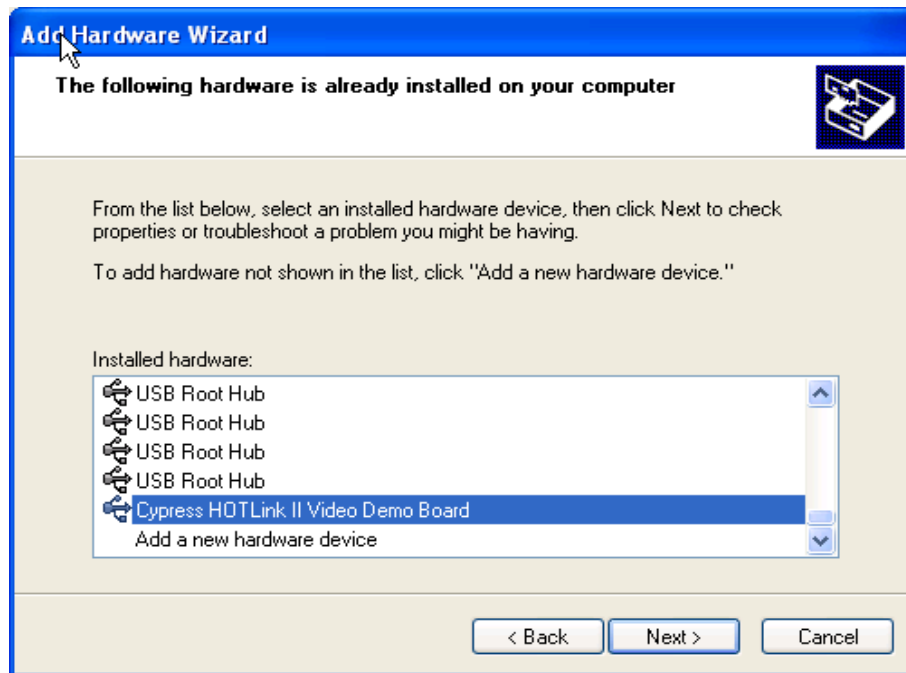 Add Hardware Wizard
The following hardware is already installed on your computer
From the list below, select an installed hardware device, then click Next to check
properties or troubleshoot a problem you might be having.
To add hardware not shown in the list, click "Add a new hardware device."
Installed hardware:
USB Root Hub
USB Root Hub
USB Root Hub
USB Root Hub
Cypress HOTLink II Video Demo Board
Add a new hardware device
< Back
Next >
Cancel